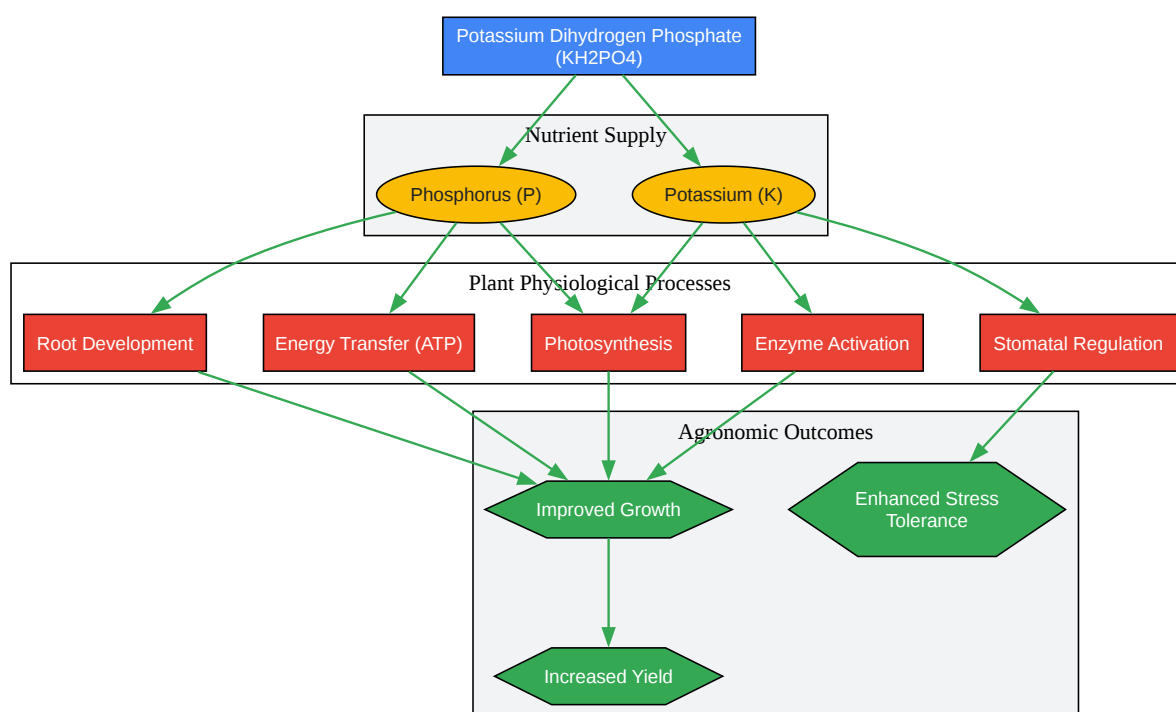 Potassium Dihydrogen Phosphate
(KH2PO4)
Nutrient Supply
Phosphorus (P)
Potassium (K)
Plant Physiological Processes
Root Development
Energy Transfer (ATP)
Photosynthesis
Enzyme Activation
Stomatal Regulation
Agronomic Outcomes
Improved Growth
Enhanced Stress
Tolerance
Increased Yield